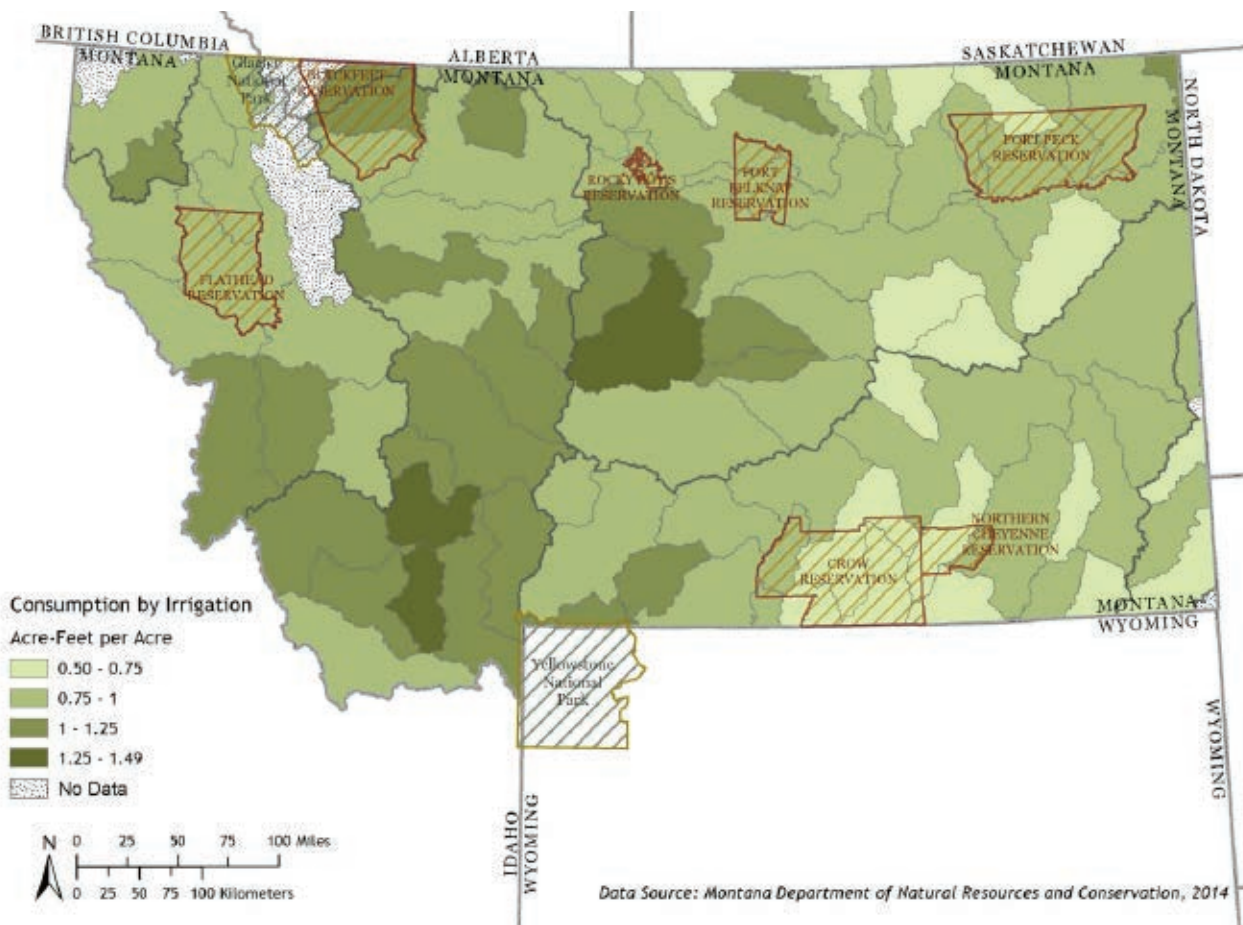 BRITISH COLUMBIA
MONTANA
ALBERTA
MONTANA
SASKATCHEWAN
MONTANA
Glacier
National
Park
BLACKFEET
RESERVATION
NORTH DAKOTA
MONTANA
FORT PECK
RESERVATION
ROCKY BOYS
RESERVATION
FORT
BELKNAP
RESERVATION
FLATHEAD
RESERVATION
NORTHERN
CHEYENNE
RESERVATION
CROW
RESERVATION
MONTANA
WYOMING
Yellowstone
National
Park
Consumption by Irrigation
Acre-Feet per Acre
0.50 - 0.75
0.75 - 1
1 - 1.25
1.25 - 1.49
No Data
WYOMING
IDAHO
WYOMING
N
0 25 50 75 100 Miles
0 25 50 75 100 Kilometers
Data Source: Montana Department of Natural Resources and Conservation, 2014